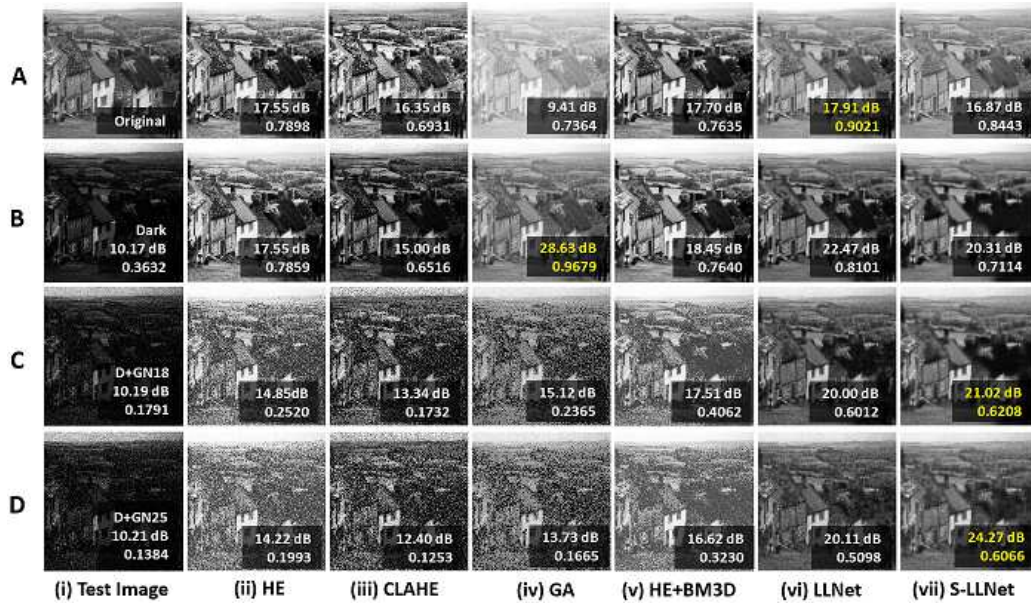 A
Original
17.55 dB
0.7898
16.35 dB
0.6931
9.41 dB
0.7364
17.70 dB
0.7635
17.91 dB
0.9021
16.87 dB
0.8443
B
Dark
10.17 dB
0.3632
17.55 dB
0.7859
15.00 dB
0.6516
28.63 dB
0.9679
18.45 dB
0.7640
22.47 dB
0.8101
20.31 dB
0.7114
C
D+GN18
10.19 dB
0.1791
14.85dB
0.2520
13.34 dB
0.1732
15.12 dB
0.2365
17.51 dB
0.4062
20.00 dB
0.6012
21.02 dB
0.6208
D
D+GN25
10.21 dB
0.1384
14.22 dB
0.1993
12.40 dB
0.1253
13.73 dB
0.1665
16.62 dB
0.3230
20.11 dB
0.5098
24.27 dB
0.6066
(i) Test Image
(ii) HE
(iii) CLAHE
(iv) GA
(v) HE+BM3D
(vi) LLNet
(vii) S-LLNet